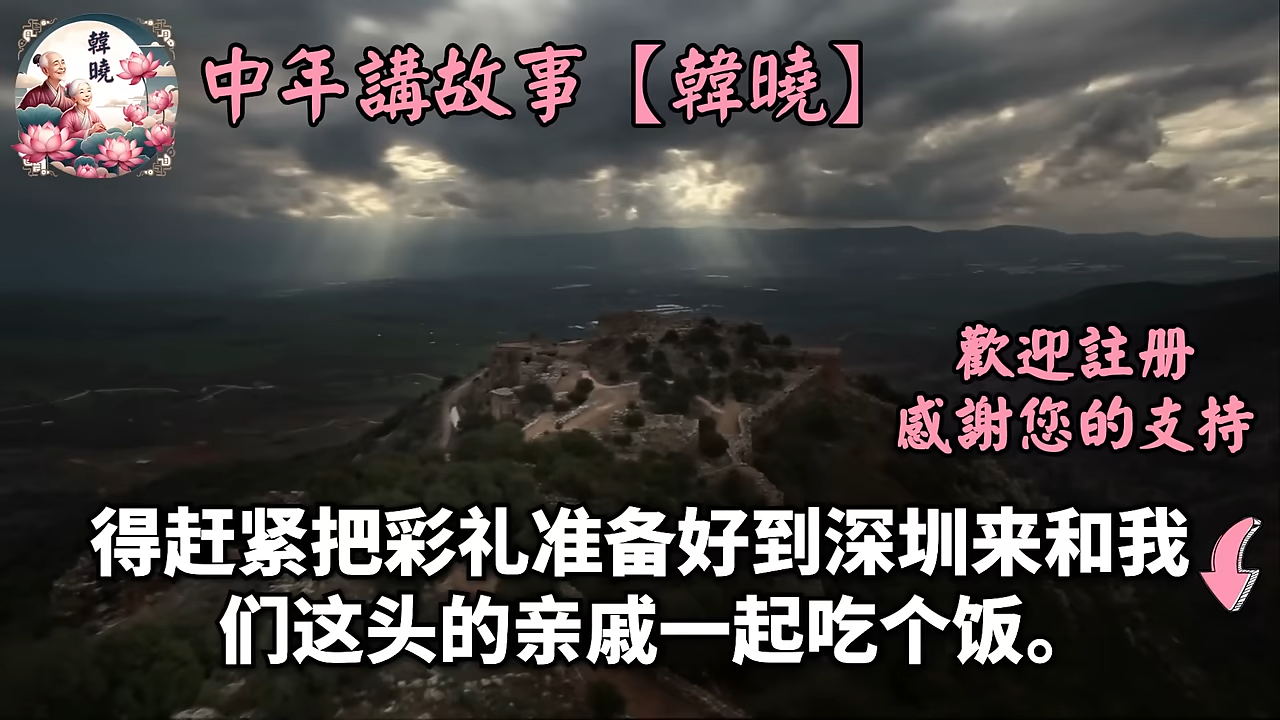 韓
曉
中年講故事【韓曉】
歡迎註册
感謝您的支持
得赶紧把彩礼准备好到深圳来和我
们这头的亲戚一起吃个饭。